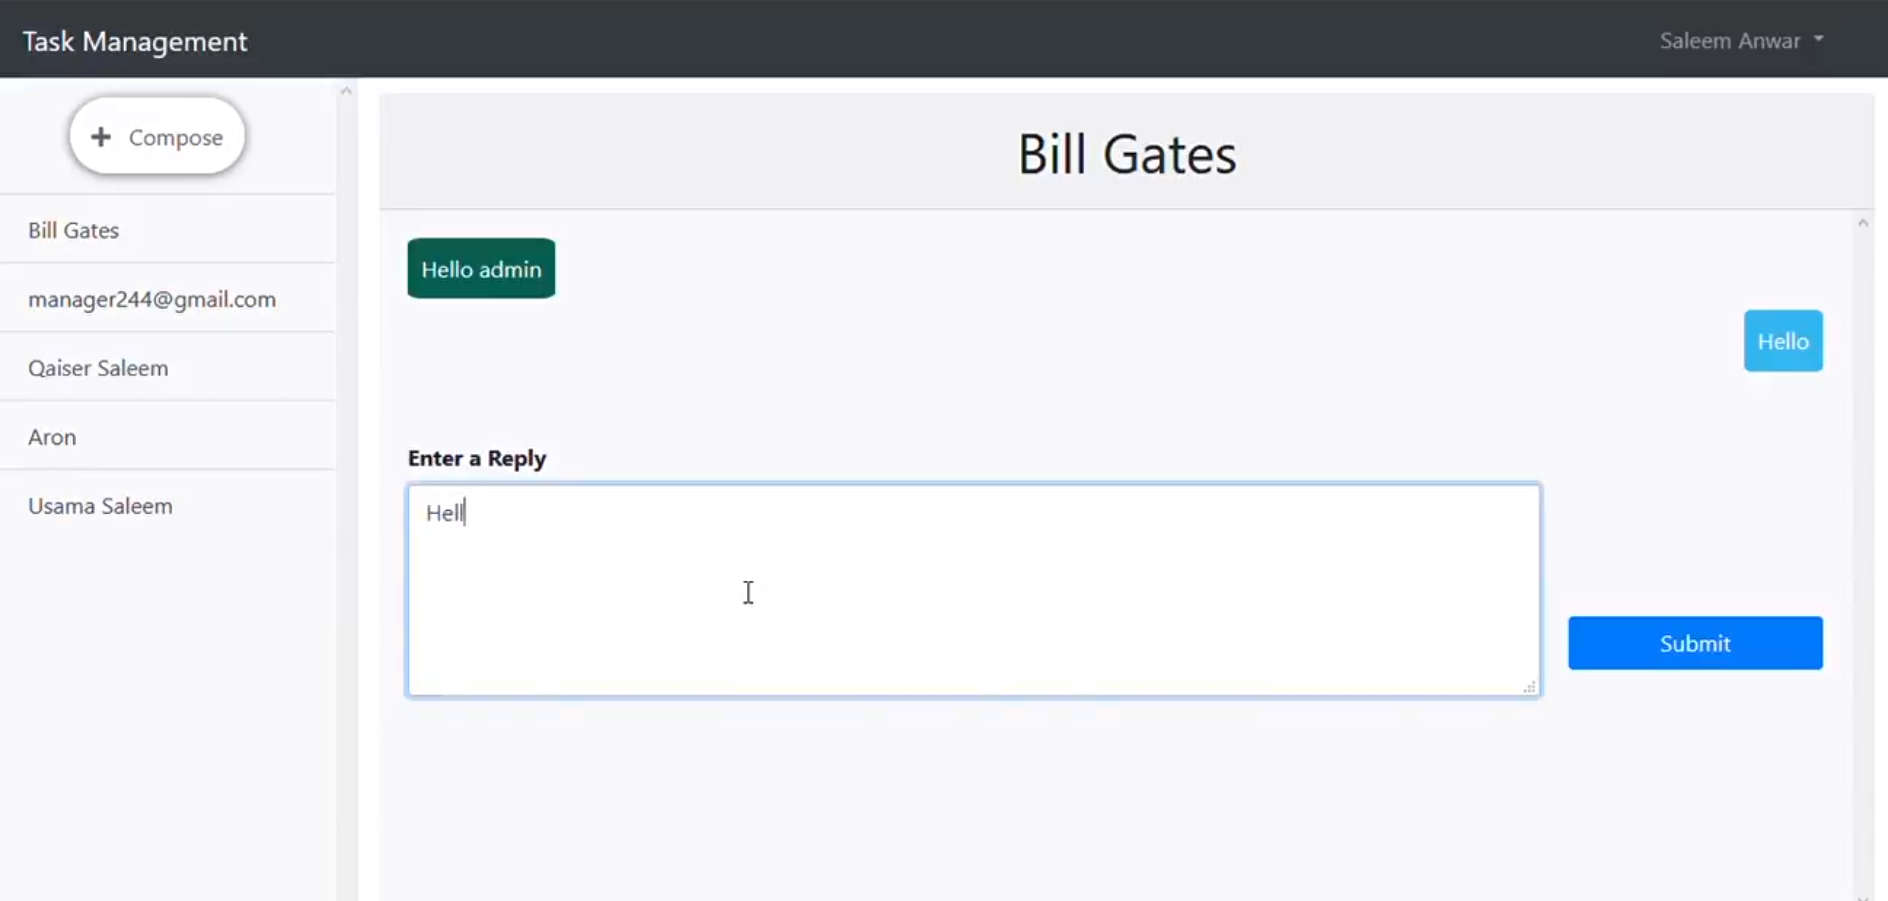 Task Management
Saleem Anwar
Compose
Bill Gates
manager244@gmail.com
Qaiser Saleem
Aron
Usama Saleem
Bill Gates
Hello admin
Hello
Enter a Reply
Hell
Submit